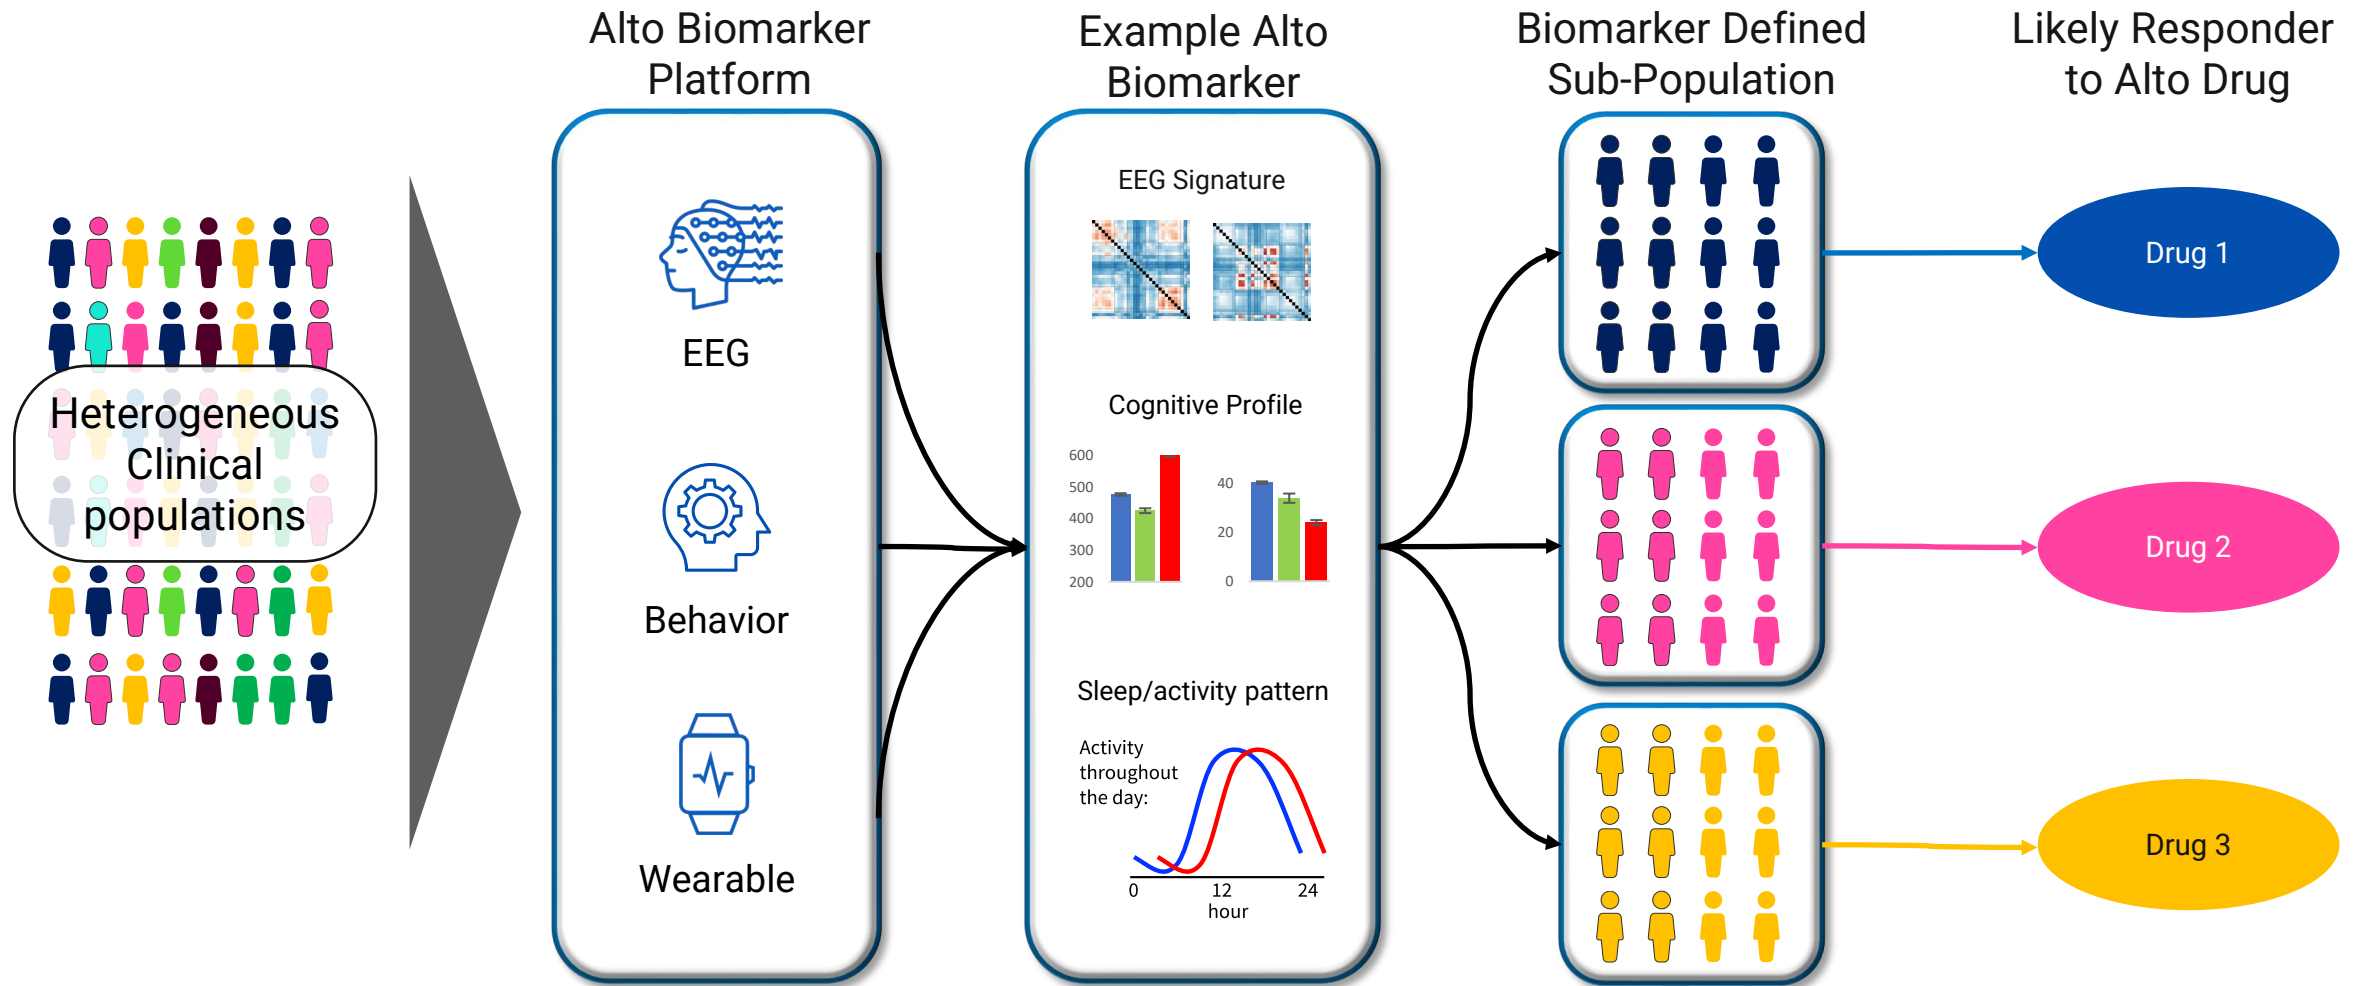 Alto Biomarker
Platform
Example Alto
Biomarker
Biomarker Defined
Sub-Population
Likely Responder
to Alto Drug
Heterogeneous
Clinical
populations
EEG
Behavior
Wearable
EEG Signature
Cognitive Profile
600
500
400
300
200
40
20
0
Sleep/activity pattern
Activity
throughout
the day:
0 12 24
hour
Drug 1
Drug 2
Drug 3